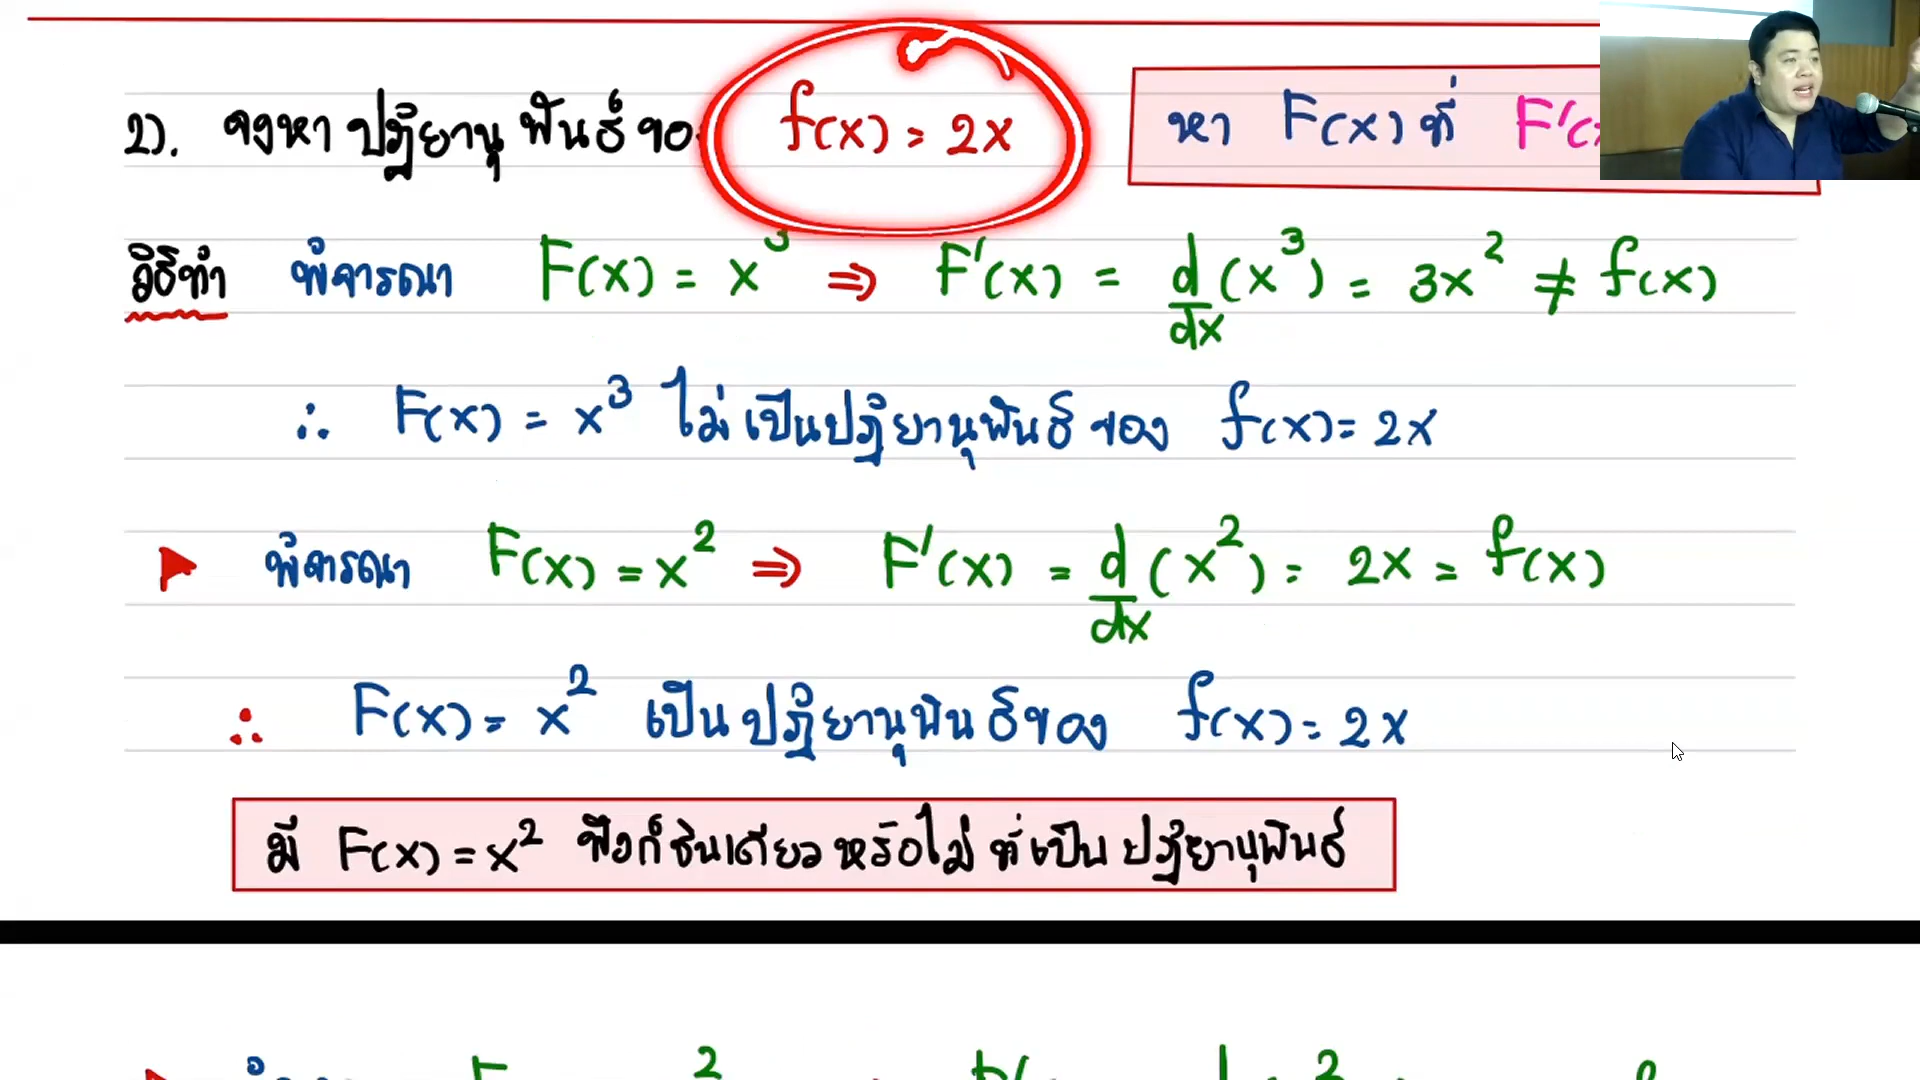 2). จงหา ปฏิยานุพันธ์ของ f(x) = 2x
หา F(x) ที่ F'(x
วิธีทำ พิจารณา F(x) = x³ ⇒ F'(x) = d/dx (x³) = 3x² ≠ f(x)
∴ F(x) = x³ ไม่เป็นปฏิยานุพันธ์ ของ f(x) = 2x
พิจารณา F(x) = x² ⇒ F'(x) = d/dx (x²) = 2x = f(x)
∴ F(x) = x² เป็นปฏิยานุพันธ์ของ f(x) = 2x
มี F(x) = x² ฟังก์ชันเดียวหรือไม่ ที่เป็น ปฏิยานุพันธ์